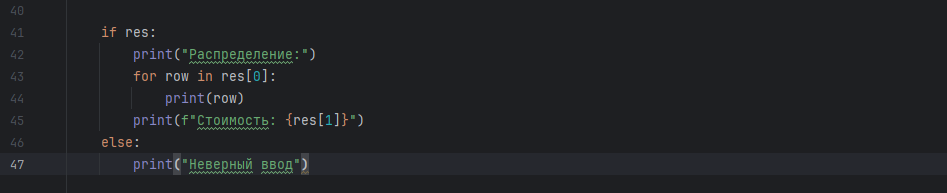 40
41 if res:
42 print("Распределение:")
43 for row in res[0]:
44 print(row)
45 print(f"Стоимость: {res[1]}")
46 else:
47 print("Неверный ввод")